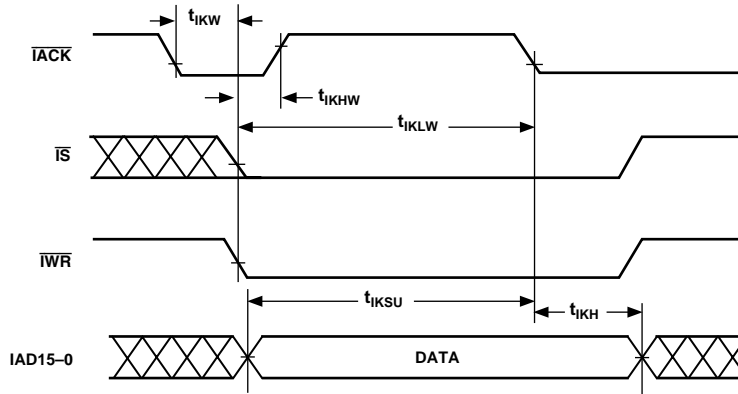 tIKW
IACK
tIKHW
tIKLW
IS
IWR
tIKSU
tIKH
IAD15–0
DATA